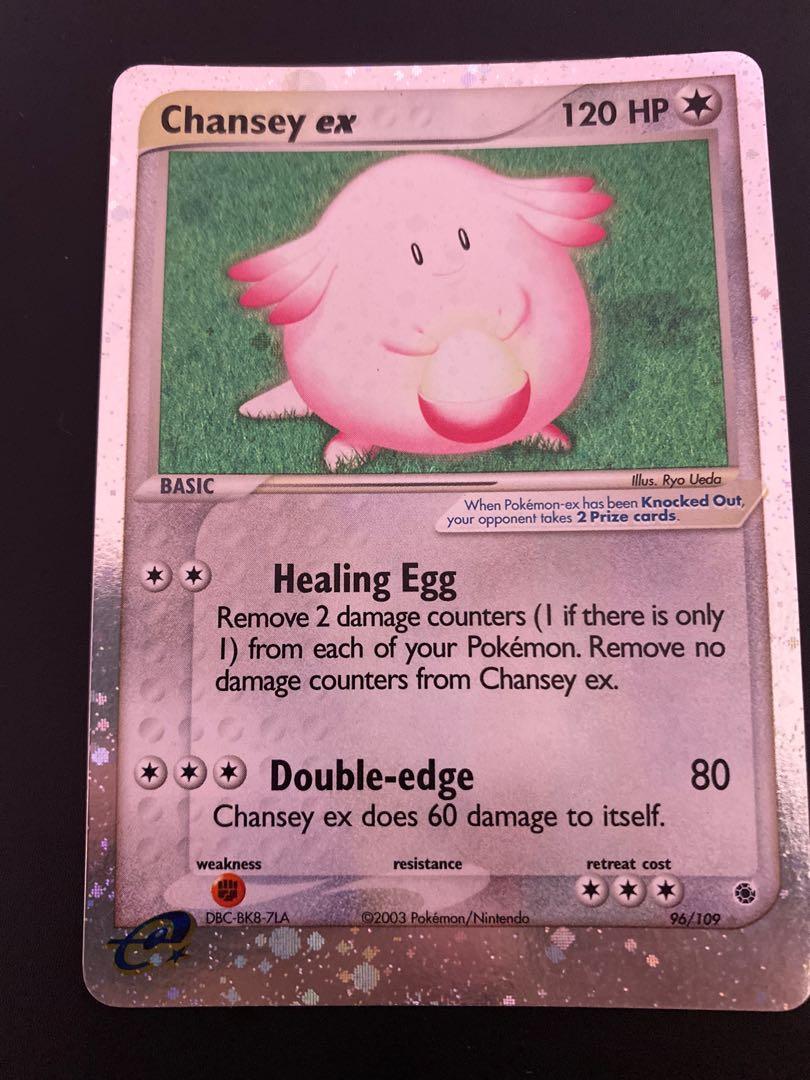 Chansey ex 120 HP
BASIC
Illus. Ryo Ueda
When Pokémon-ex has been Knocked Out,
your opponent takes 2 Prize cards.
Healing Egg
Remove 2 damage counters (1 if there is only
1) from each of your Pokémon. Remove no
damage counters from Chansey ex.
Double-edge 80
Chansey ex does 60 damage to itself.
weakness resistance retreat cost
DBC-BK8-7LA ©2003 Pokémon/Nintendo 96/109
e